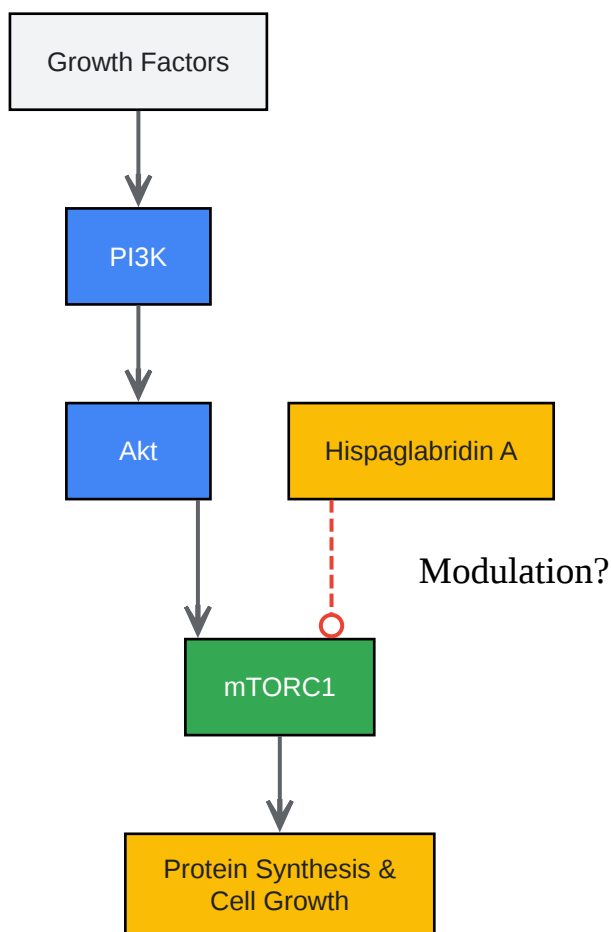 Growth Factors
PI3K
Akt
Hispaglabridin A
Modulation?
mTORC1
Protein Synthesis &
Cell Growth